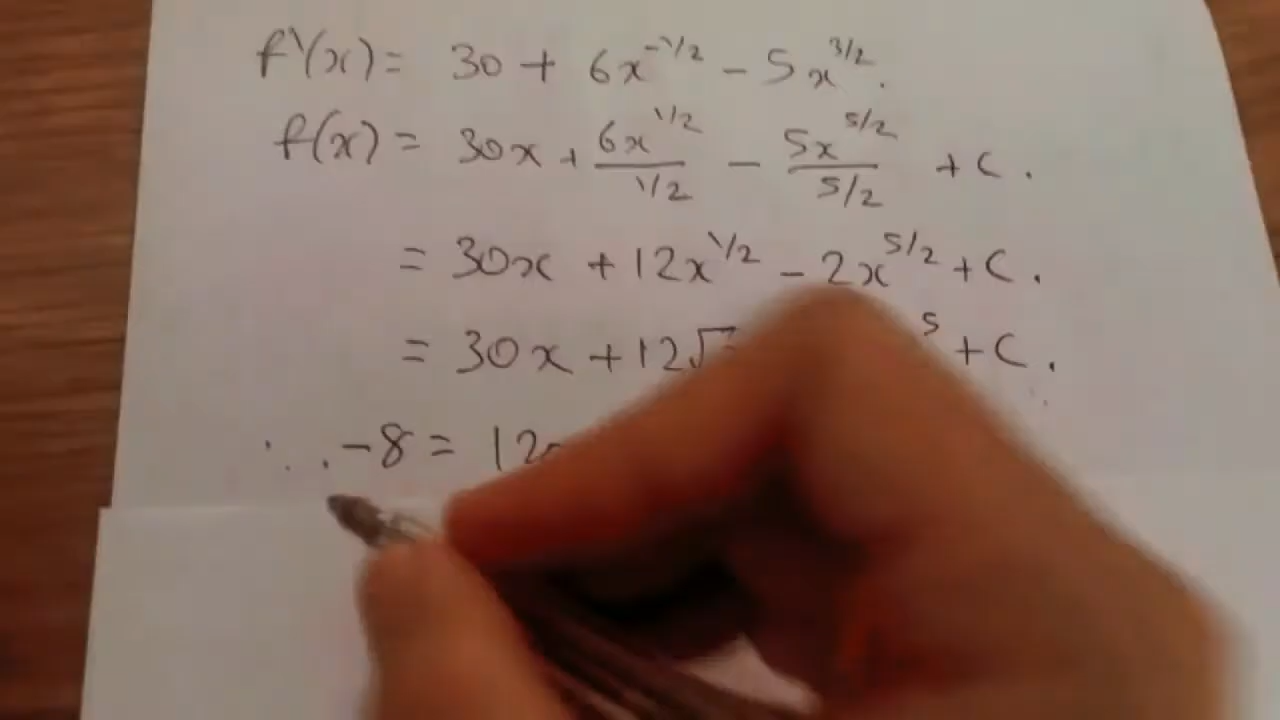 f'(x) = 30 + 6x^{-1/2} - 5x^{3/2}.
f(x) = 30x + 6x^{1/2}/1/2 - 5x^{5/2}/5/2 + C.
= 30x + 12x^{1/2} - 2x^{5/2} + C.
= 30x + 12√ 5 + C.
∴ -8 = 12